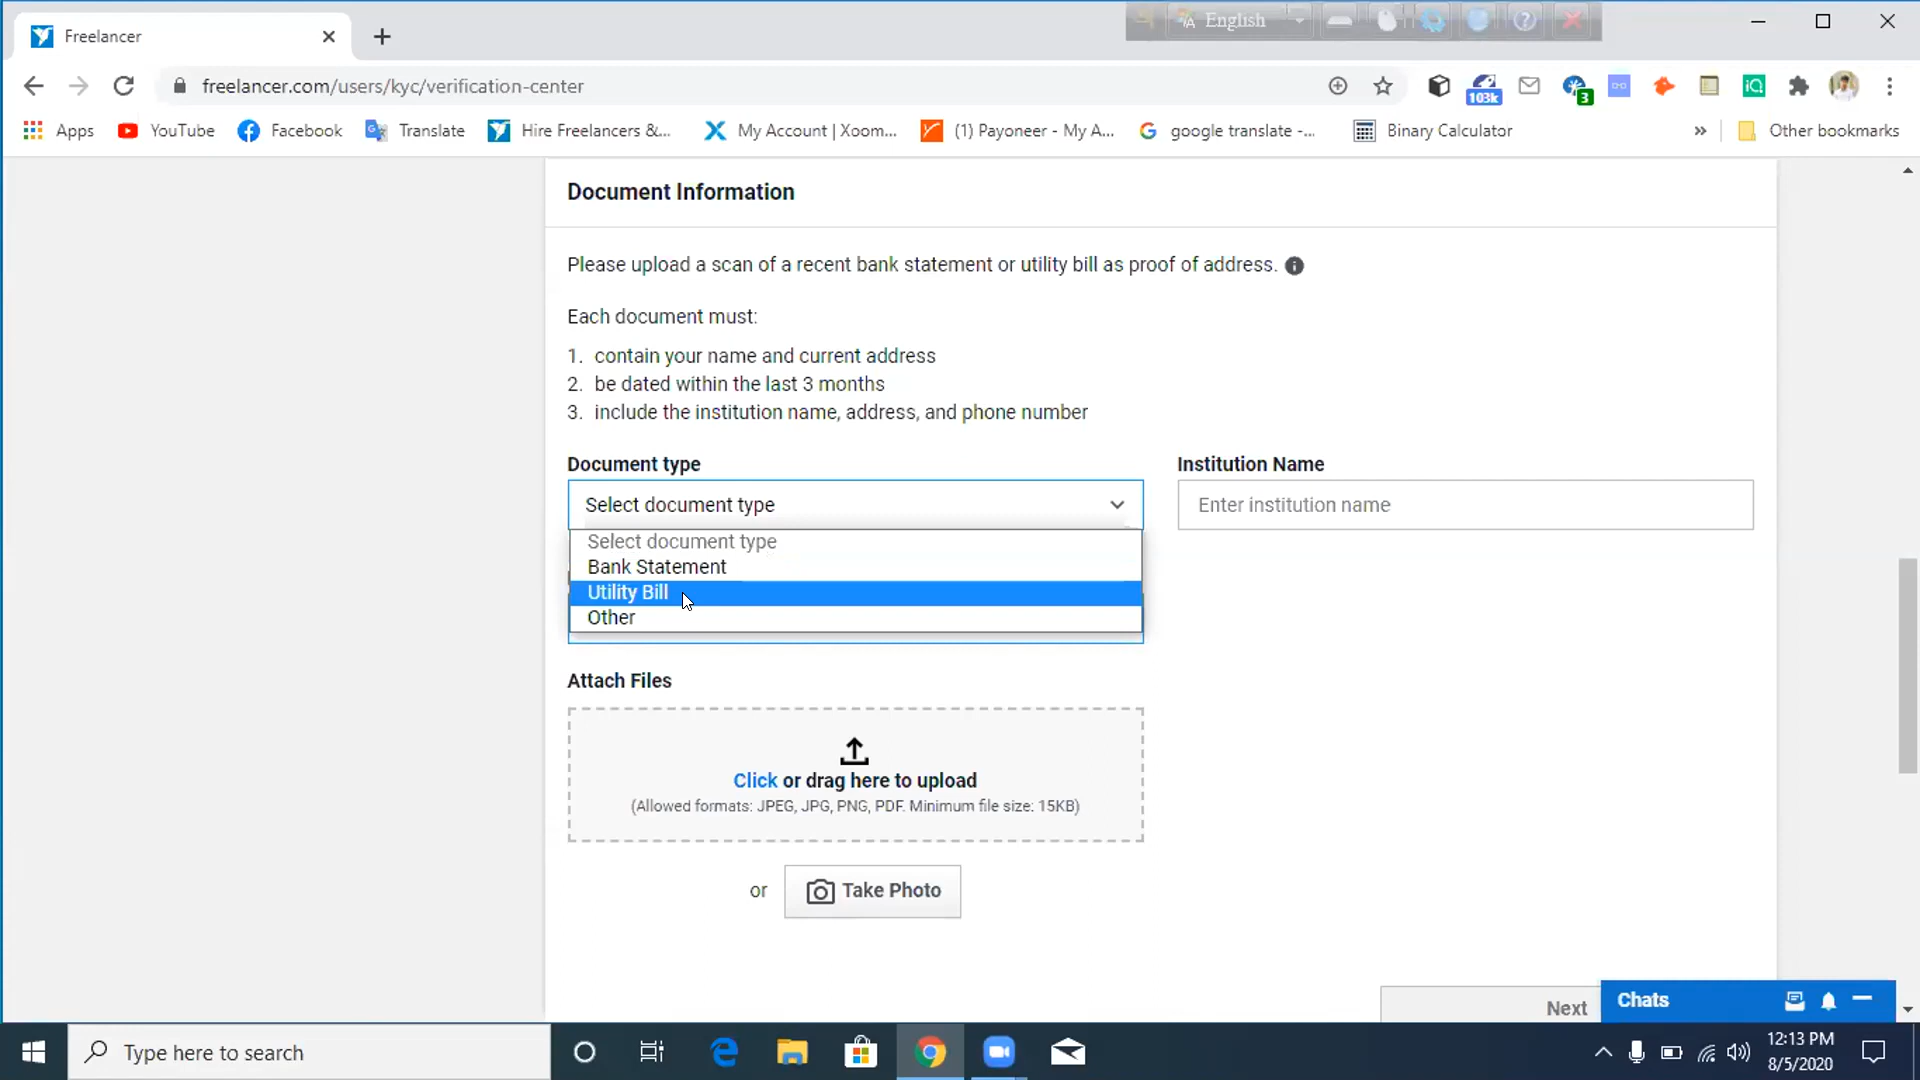 Freelancer
English
freelancer.com/users/kyc/verification-center
103k
3
iQ
Apps
YouTube
Facebook
Translate
Hire Freelancers &...
My Account | Xoom...
(1) Payoneer - My A...
google translate -...
Binary Calculator
»
Other bookmarks
Document Information
Please upload a scan of a recent bank statement or utility bill as proof of address.
Each document must:
1. contain your name and current address
2. be dated within the last 3 months
3. include the institution name, address, and phone number
Document type
Institution Name
Select document type
Enter institution name
Select document type
Bank Statement
Utility Bill
Other
Attach Files
Click or drag here to upload
(Allowed formats: JPEG, JPG, PNG, PDF. Minimum file size: 15KB)
or
Take Photo
Next
Chats
Type here to search
12:13 PM
8/5/2020